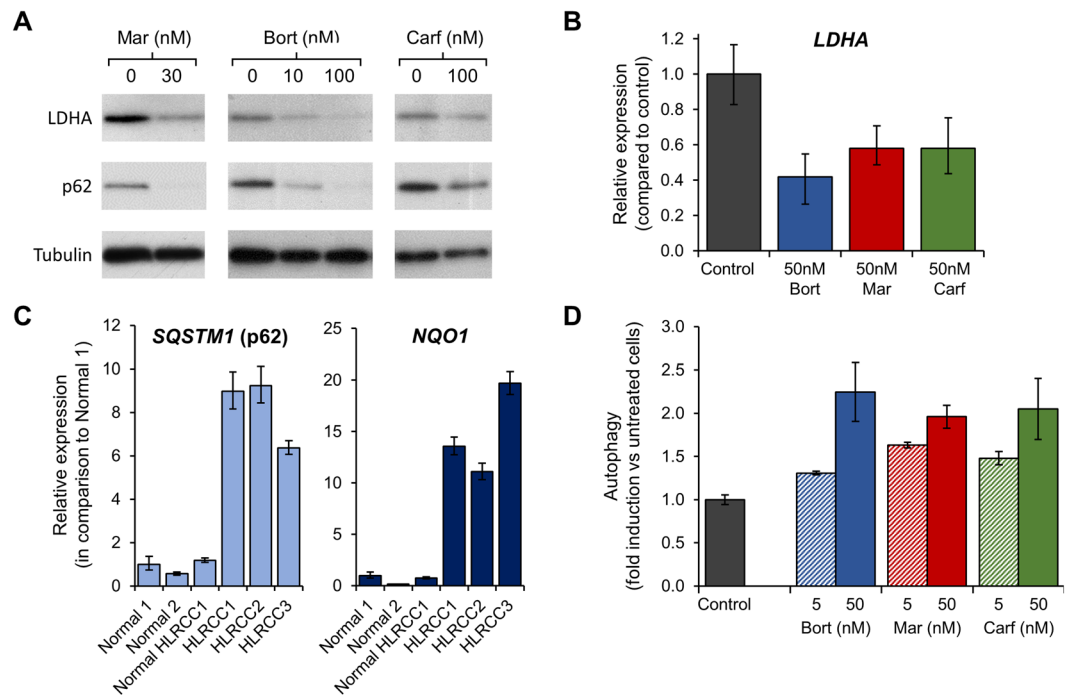 A
Mar (nM)
Bort (nM)
Carf (nM)
0 30
0 10 100
0 100
LDHA
p62
Tubulin
B
LDHA
Relative expression
(compared to control)
1.2
1.0
0.8
0.6
0.4
0.2
0.0
Control
50nM
Bort
50nM
Mar
50nM
Carf
C
SQSTM1 (p62)
Relative expression
(in comparison to Normal 1)
12
10
8
6
4
2
0
Normal 1
Normal 2
Normal HLRCC1
HLRCC1
HLRCC2
HLRCC3
NQO1
25
20
15
10
5
0
Normal 1
Normal 2
Normal HLRCC1
HLRCC1
HLRCC2
HLRCC3
D
Autophagy
(fold induction vs untreated cells)
3.0
2.5
2.0
1.5
1.0
0.5
0.0
Control
5 50
Bort (nM)
5 50
Mar (nM)
5 50
Carf (nM)